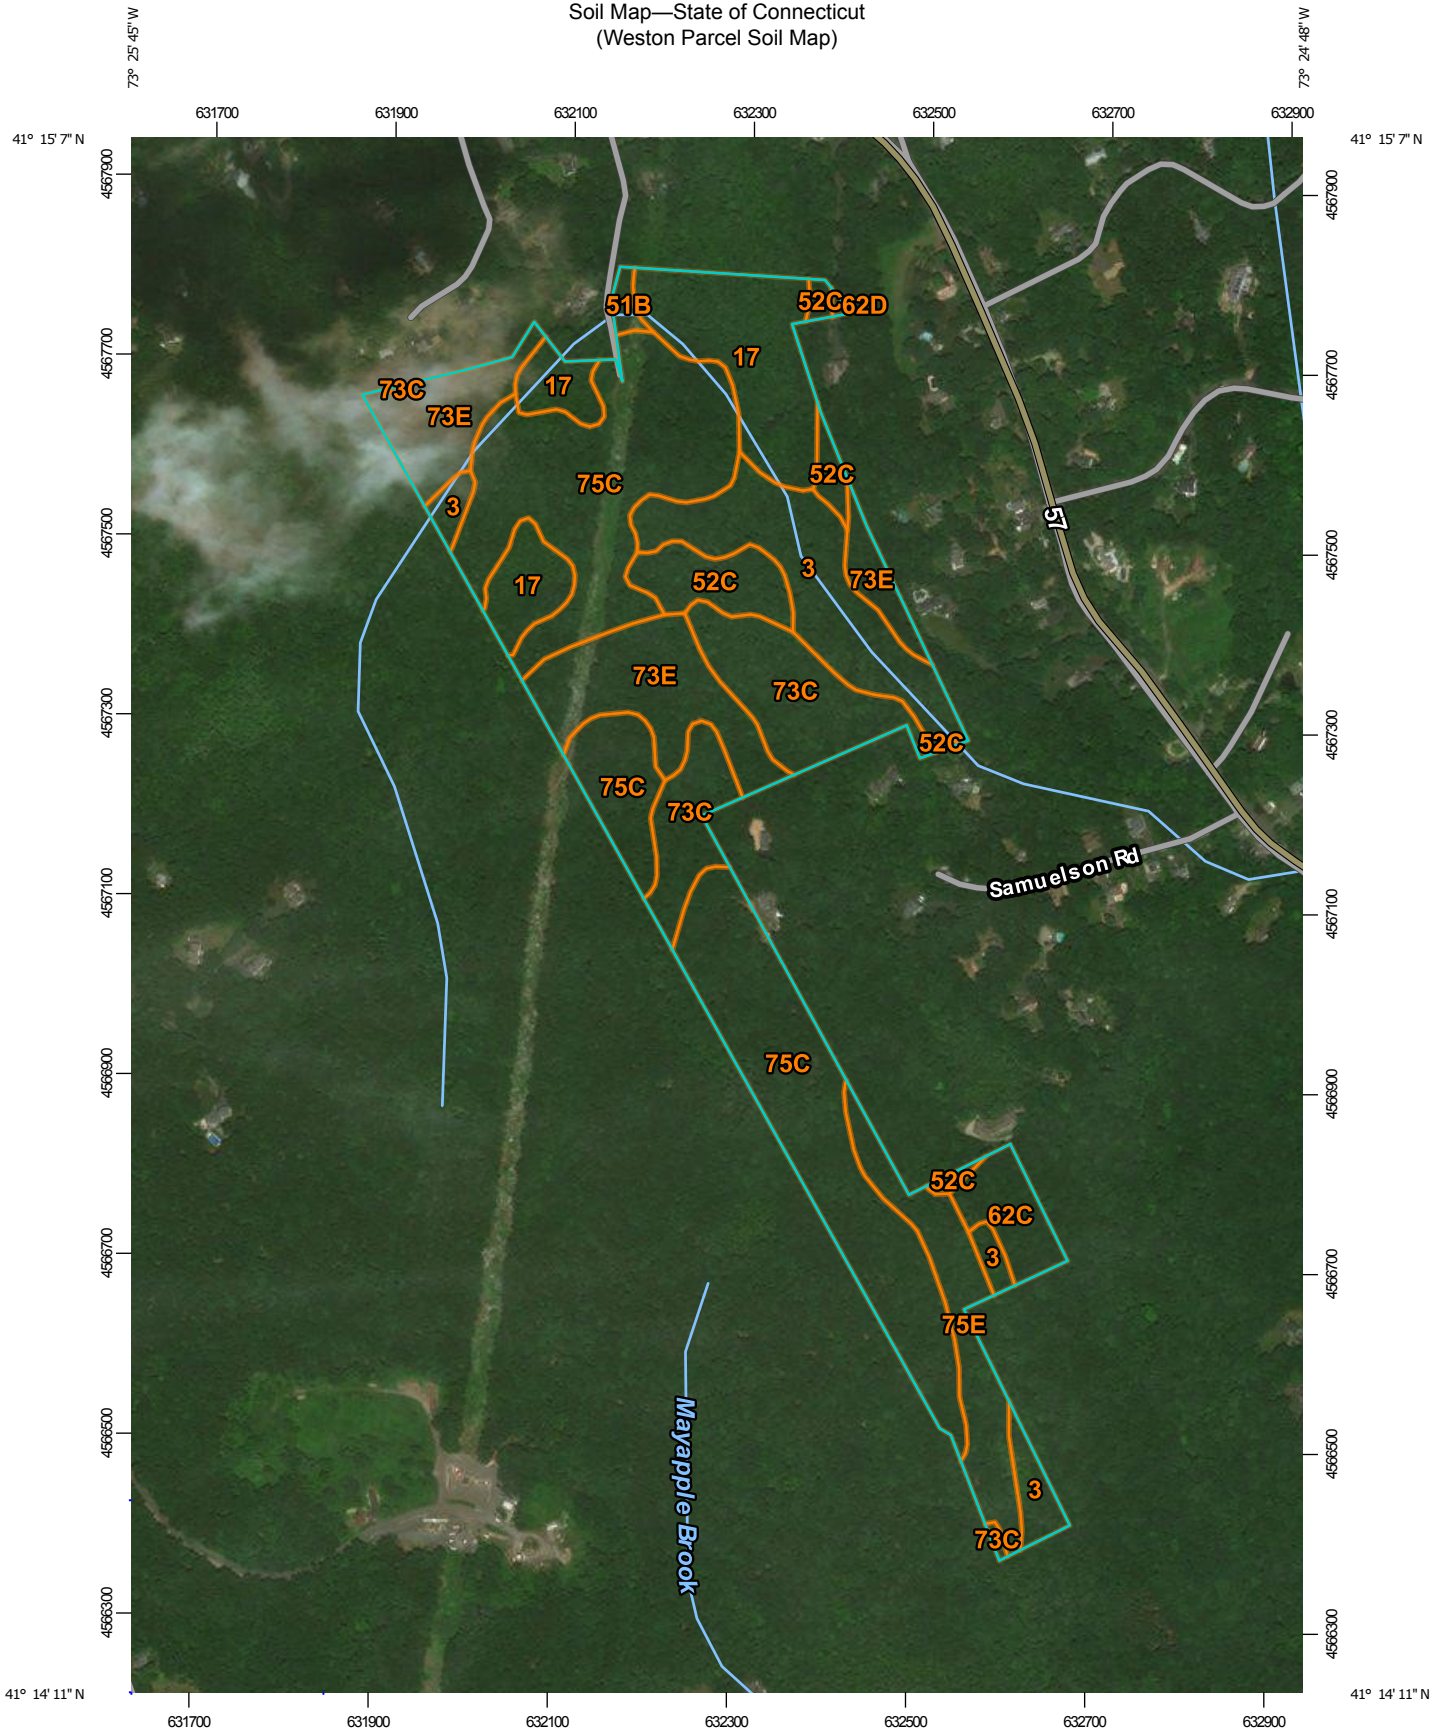 Soil Map—State of Connecticut
(Weston Parcel Soil Map)
73° 25' 45'' W
73° 24' 48'' W
631700 631900 632100 632300 632500 632700 632900
41° 15' 7'' N
41° 15' 7'' N
4567900
4567900
51B
52C 62D
4567700
17
4567700
73C
17
73E
52C
75C
3
57
4567500
3
4567500
17
52C
73E
73E
73C
4567300
52C
4567300
75C
73C
Samuelson Rd
4567100
4567100
75C
4566900
4566900
52C
62C
4566700
3
4566700
75E
4566500
Mayapple-Brook
4566500
3
73C
4566300
4566300
41° 14' 11'' N
41° 14' 11'' N
631700 631900 632100 632300 632500 632700 632900